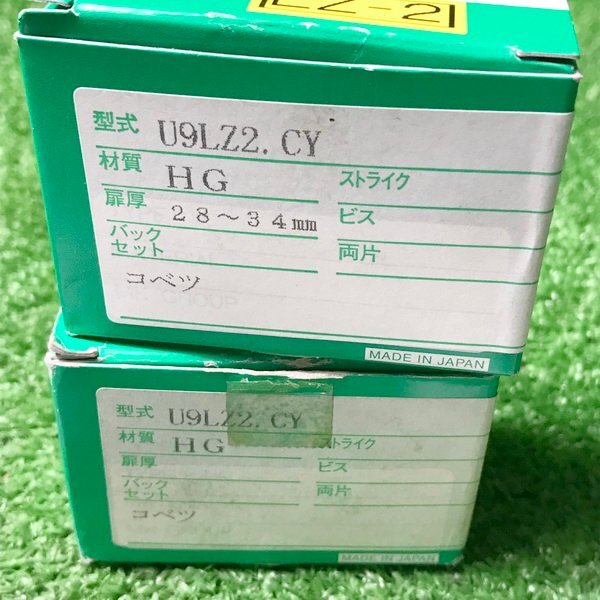 LZ-2
型式 U9LZ2.CY
材質 HG ストライク
扉厚 28～34㎜ ビス
バックセット 両片
コベツ
MADE IN JAPAN
型式 U9LZ2.CY
材質 HG ストライク
扉厚 ビス
バックセット 両片
コベツ
MADE IN JAPAN